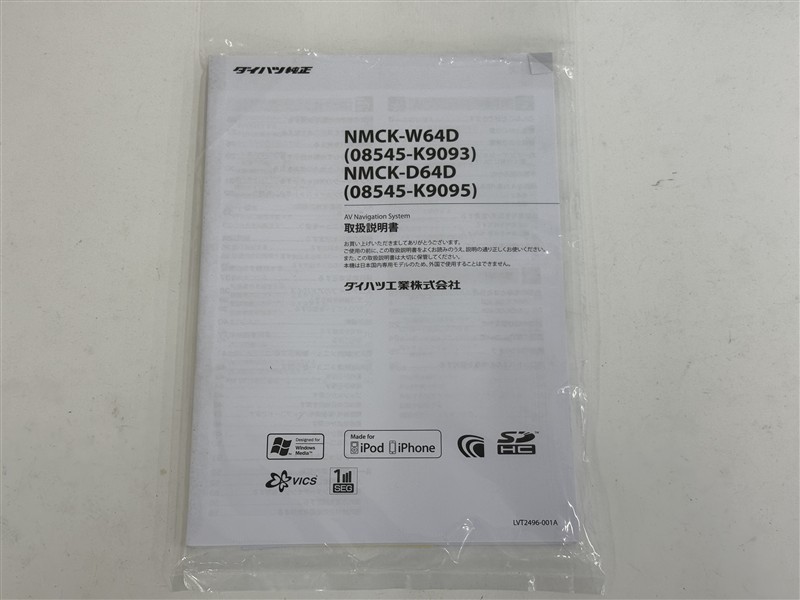 ダイハツ純正
NMCK-W64D
(08545-K9093)
NMCK-D64D
(08545-K9095)
AV Navigation System
取扱説明書
お買い上げいただきましてありがとうございます。
ご使用の前に、この取扱説明書をよくお読みのうえ、説明の通り正しくお使いください。
また、この取扱説明書は大切に保管してください。
本機は日本国内専用モデルのため、外国で使用することはできません。
ダイハツ工業株式会社
Designed for
Windows
Media™
Made for
iPod iPhone
SD
HC
VICS
1
SEG
LVT2496-001A